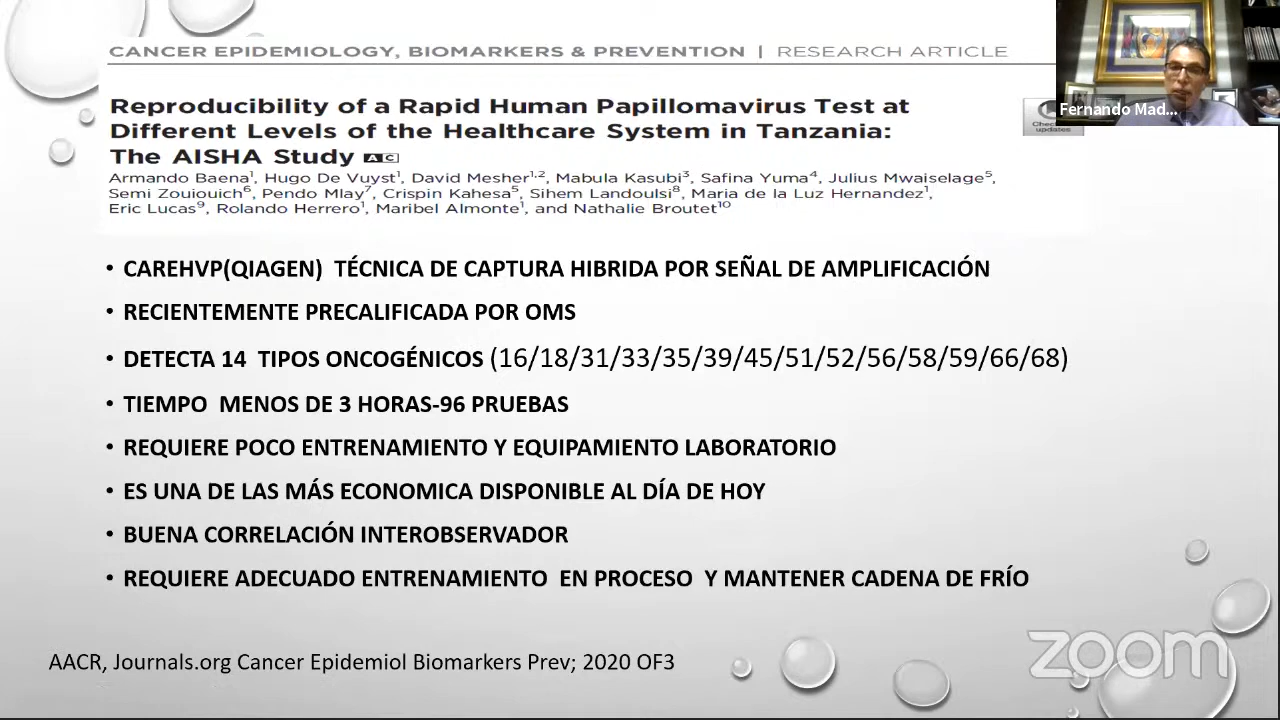 CANCER EPIDEMIOLOGY, BIOMARKERS & PREVENTION | RESEARCH ARTICLE
Reproducibility of a Rapid Human Papillomavirus Test at
Different Levels of the Healthcare System in Tanzania:
The AISHA Study A C
Armando Baena¹, Hugo De Vuyst¹, David Mesher¹,², Mabula Kasubi³, Safina Yuma⁴, Julius Mwaiselage⁵,
Semi Zouiouich⁶, Pendo Mlay⁷, Crispin Kahesa⁵, Sihem Landoulsi⁸, Maria de la Luz Hernandez¹,
Eric Lucas⁹, Rolando Herrero¹, Maribel Almonte¹, and Nathalie Broutet¹⁰
updates
Fernando Mad...
• CAREHVP(QIAGEN) TÉCNICA DE CAPTURA HIBRIDA POR SEÑAL DE AMPLIFICACIÓN
• RECIENTEMENTE PRECALIFICADA POR OMS
• DETECTA 14 TIPOS ONCOGÉNICOS (16/18/31/33/35/39/45/51/52/56/58/59/66/68)
• TIEMPO MENOS DE 3 HORAS-96 PRUEBAS
• REQUIERE POCO ENTRENAMIENTO Y EQUIPAMIENTO LABORATORIO
• ES UNA DE LAS MÁS ECONOMICA DISPONIBLE AL DÍA DE HOY
• BUENA CORRELACIÓN INTEROBSERVADOR
• REQUIERE ADECUADO ENTRENAMIENTO EN PROCESO Y MANTENER CADENA DE FRÍO
AACR, Journals.org Cancer Epidemiol Biomarkers Prev; 2020 OF3
zoom